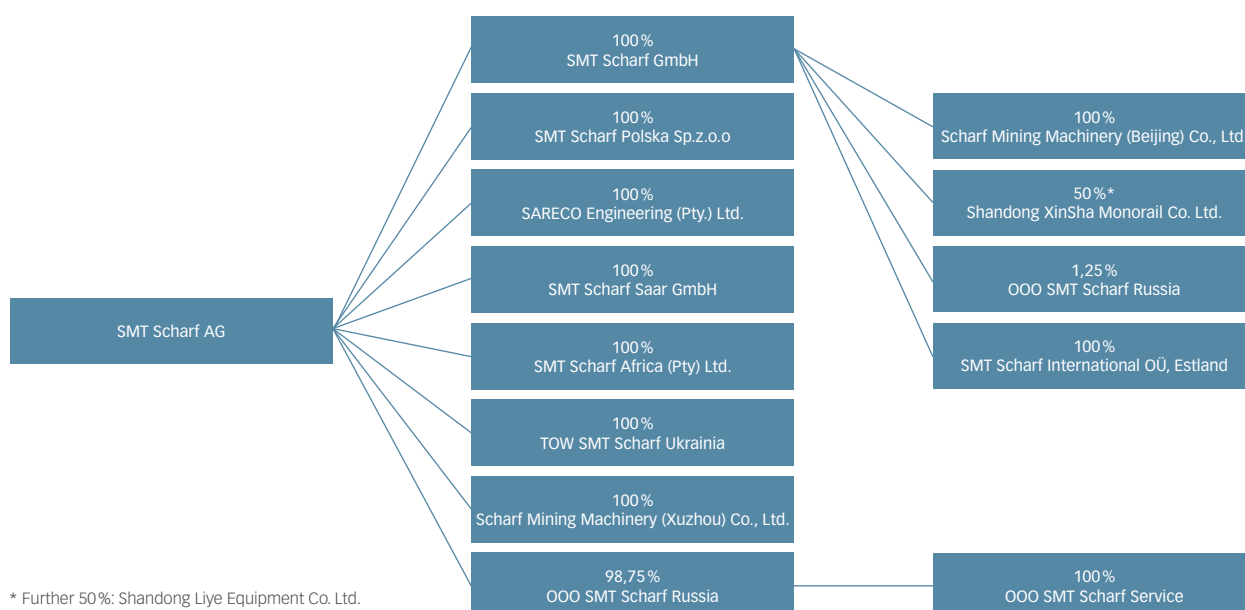 SMT Scharf AG
100 %
SMT Scharf GmbH
100 %
SMT Scharf Polska Sp.z.o.o
100 %
SARECO Engineering (Pty.) Ltd.
100 %
SMT Scharf Saar GmbH
100 %
SMT Scharf Africa (Pty) Ltd.
100 %
TOW SMT Scharf Ukrainia
100 %
Scharf Mining Machinery (Xuzhou) Co., Ltd.
98,75 %
OOO SMT Scharf Russia
100 %
Scharf Mining Machinery (Beijing) Co., Ltd
50 %*
Shandong XinSha Monorail Co. Ltd.
1,25 %
OOO SMT Scharf Russia
100 %
SMT Scharf International OÜ, Estland
100 %
OOO SMT Scharf Service
* Further 50 %: Shandong Liye Equipment Co. Ltd.